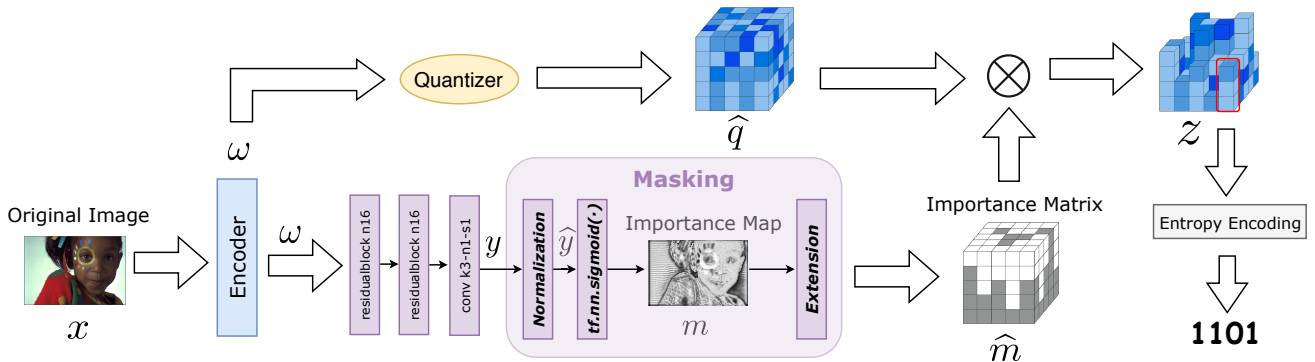 Quantizer
q̂
ω
z
Masking
Original Image
x
Encoder
ω
residualblock n16
residualblock n16
conv k3-n1-s1
y
Normalization
ŷ
tf.nn.sigmoid(·)
Importance Map
m
Extension
Importance Matrix
m̂
Entropy Encoding
1101